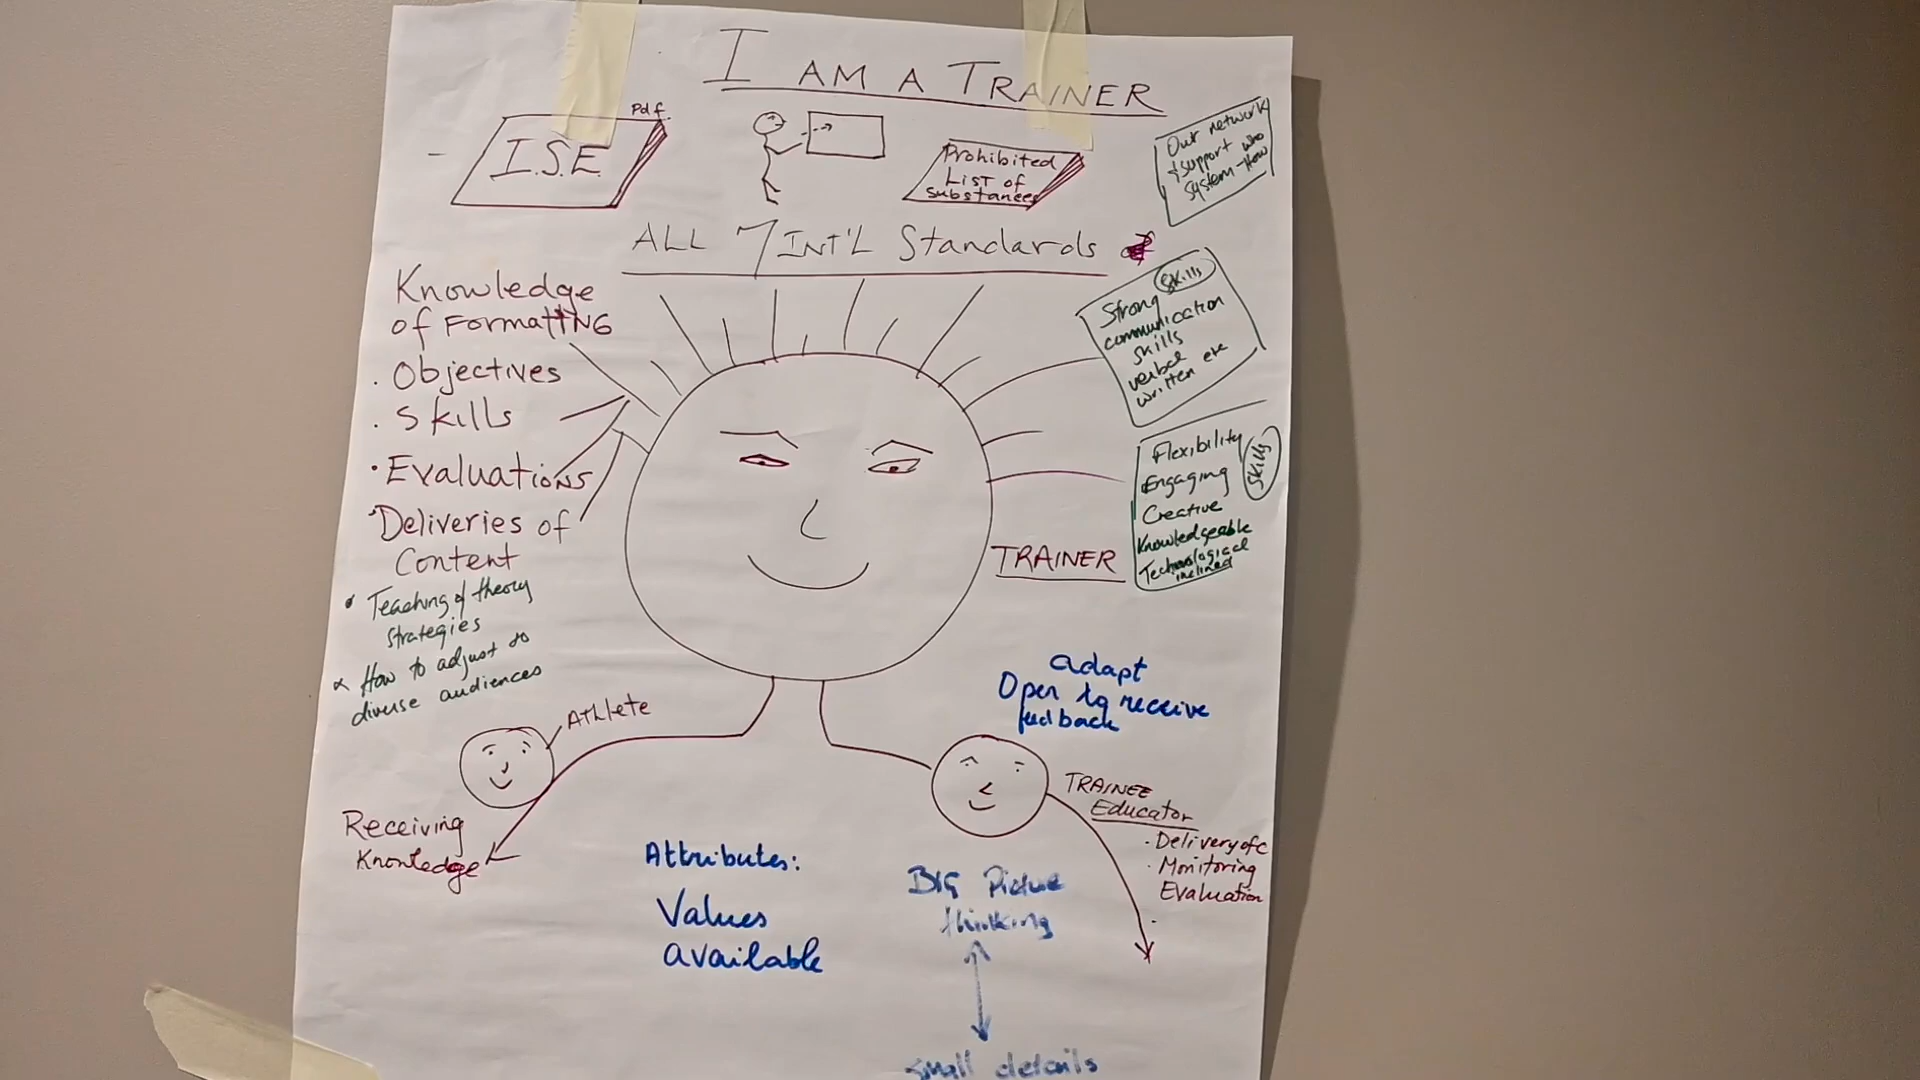 I AM A TRAINER
Pdf.
I.S.E.
Prohibited
List of
Substances
Our network
& support who
system - How
ALL 7 INT'L Standards
Knowledge
of FormattING
. Objectives
. Skills
. Evaluations
. Deliveries of
Content
Teaching of theory
strategies
How to adjust to
diverse audiences
Skills
Strong
communication
skills
verbal
written etc
Flexibility
Engaging
Creative
Knowledgeable
Technological
inclined
Skills
TRAINER
adapt
Open to receive
feedback
Athlete
Receiving
Knowledge
TRAINEE
Educator
. Delivery of c
. Monitoring
Evaluation
Attributes:
Values
available
BIG Picture
thinking
small details